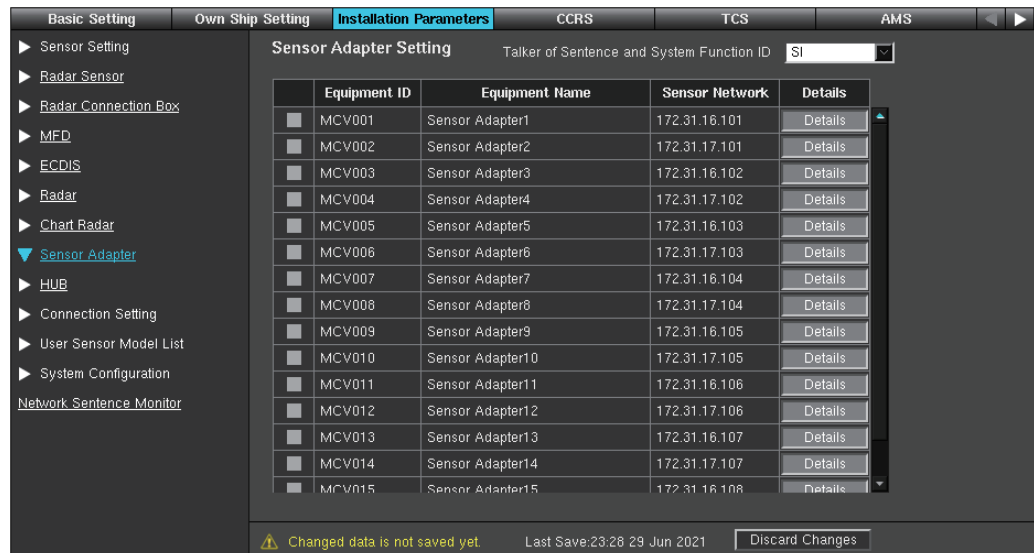 Basic Setting Own Ship Setting Installation Parameters CCRS TCS AMS
Sensor Setting
Radar Sensor
Radar Connection Box
MFD
ECDIS
Radar
Chart Radar
Sensor Adapter
HUB
Connection Setting
User Sensor Model List
System Configuration
Network Sentence Monitor
Sensor Adapter Setting Talker of Sentence and System Function ID SI
Equipment ID Equipment Name Sensor Network Details
MCV001 Sensor Adapter1 172.31.16.101 Details
MCV002 Sensor Adapter2 172.31.17.101 Details
MCV003 Sensor Adapter3 172.31.16.102 Details
MCV004 Sensor Adapter4 172.31.17.102 Details
MCV005 Sensor Adapter5 172.31.16.103 Details
MCV006 Sensor Adapter6 172.31.17.103 Details
MCV007 Sensor Adapter7 172.31.16.104 Details
MCV008 Sensor Adapter8 172.31.17.104 Details
MCV009 Sensor Adapter9 172.31.16.105 Details
MCV010 Sensor Adapter10 172.31.17.105 Details
MCV011 Sensor Adapter11 172.31.16.106 Details
MCV012 Sensor Adapter12 172.31.17.106 Details
MCV013 Sensor Adapter13 172.31.16.107 Details
MCV014 Sensor Adapter14 172.31.17.107 Details
MCV015 Sensor Adapter15 172.31.16.108 Details
Changed data is not saved yet. Last Save:23:28 29 Jun 2021 Discard Changes